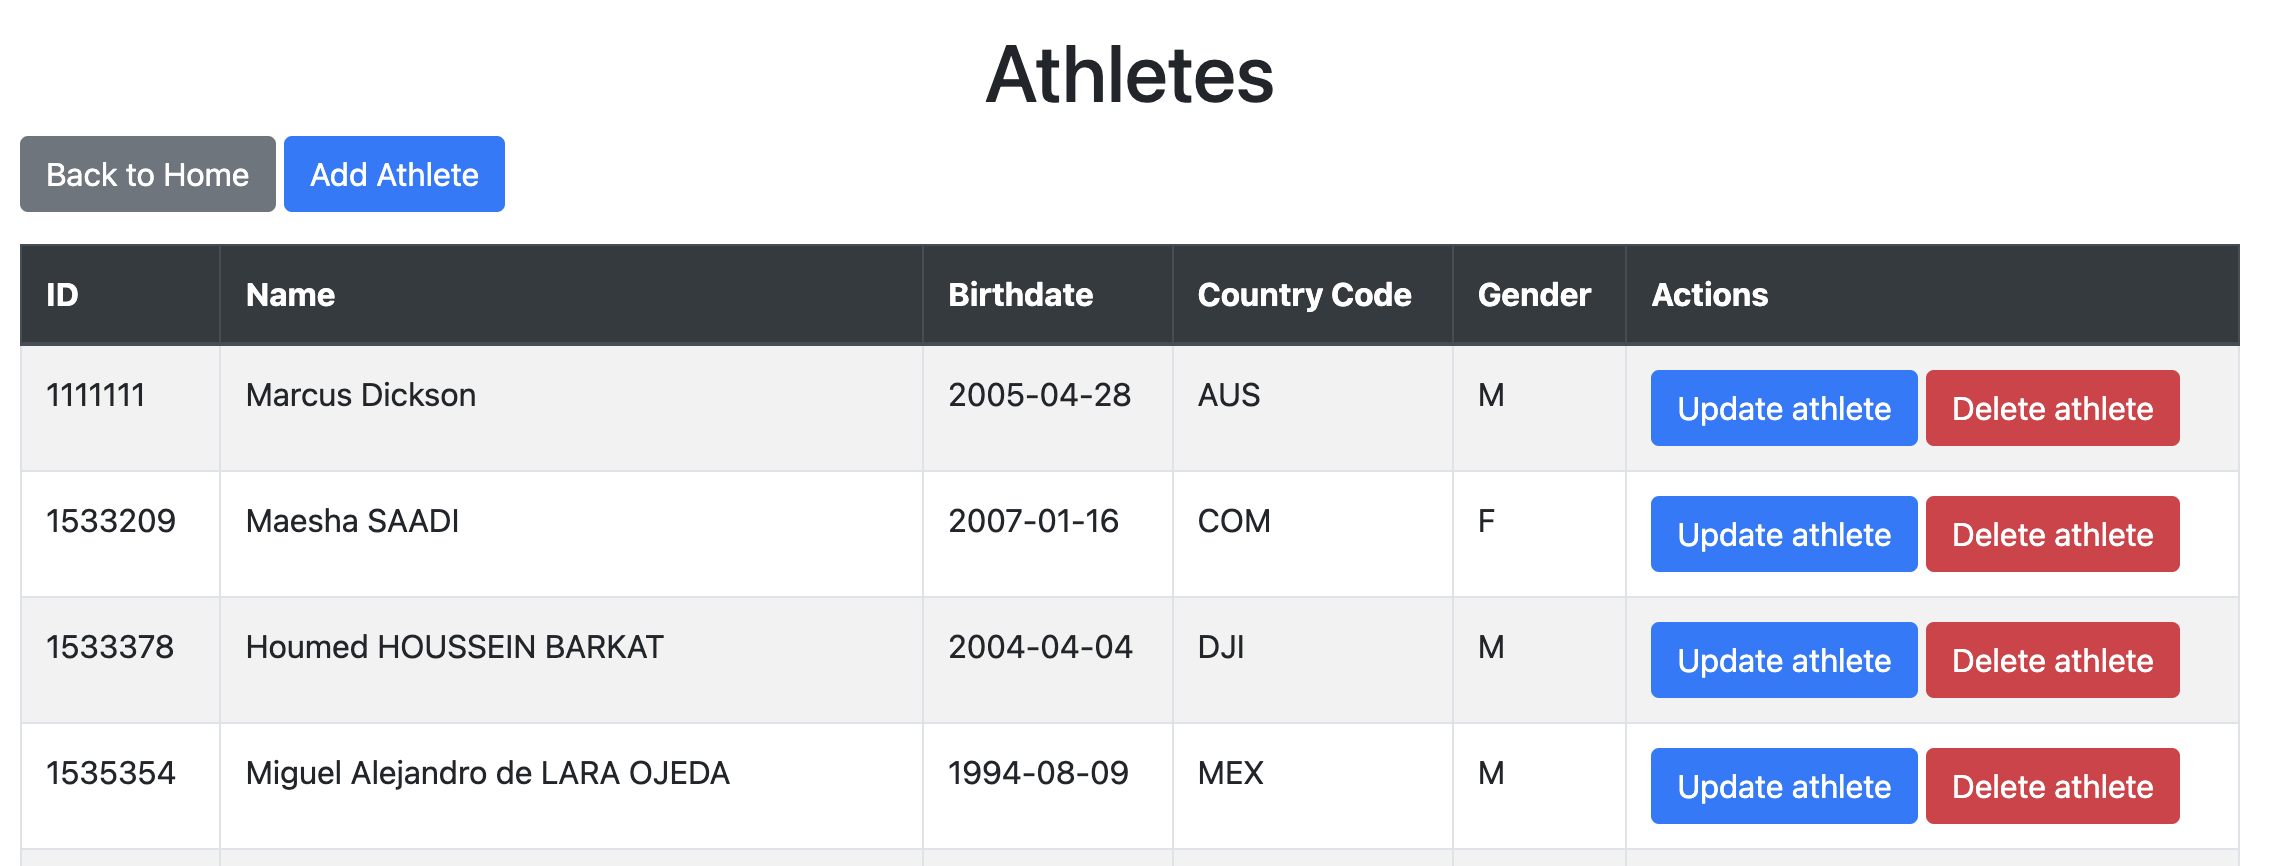 Athletes
Back to Home Add Athlete
ID Name Birthdate Country Code Gender Actions
1111111 Marcus Dickson 2005-04-28 AUS M Update athlete Delete athlete
1533209 Maesha SAADI 2007-01-16 COM F Update athlete Delete athlete
1533378 Houmed HOUSSEIN BARKAT 2004-04-04 DJI M Update athlete Delete athlete
1535354 Miguel Alejandro de LARA OJEDA 1994-08-09 MEX M Update athlete Delete athlete